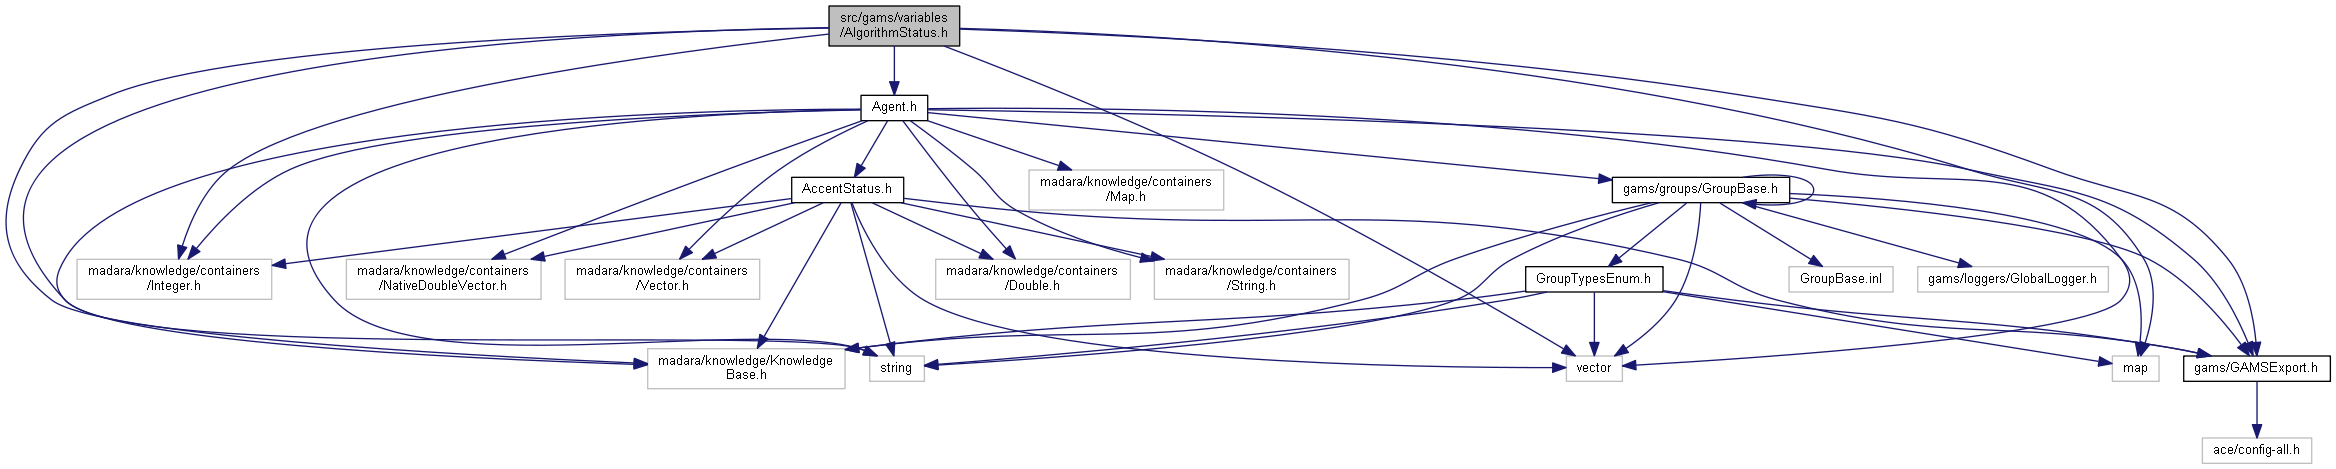 src/gams/variables
/AlgorithmStatus.h
Agent.h
AccentStatus.h
madara/knowledge/containers
/Map.h
gams/groups/GroupBase.h
madara/knowledge/containers
/Integer.h
madara/knowledge/containers
/NativeDoubleVector.h
madara/knowledge/containers
/Vector.h
madara/knowledge/containers
/Double.h
madara/knowledge/containers
/String.h
GroupTypesEnum.h
GroupBase.inl
gams/loggers/GlobalLogger.h
madara/knowledge/Knowledge
Base.h
string
vector
map
gams/GAMSExport.h
ace/config-all.h